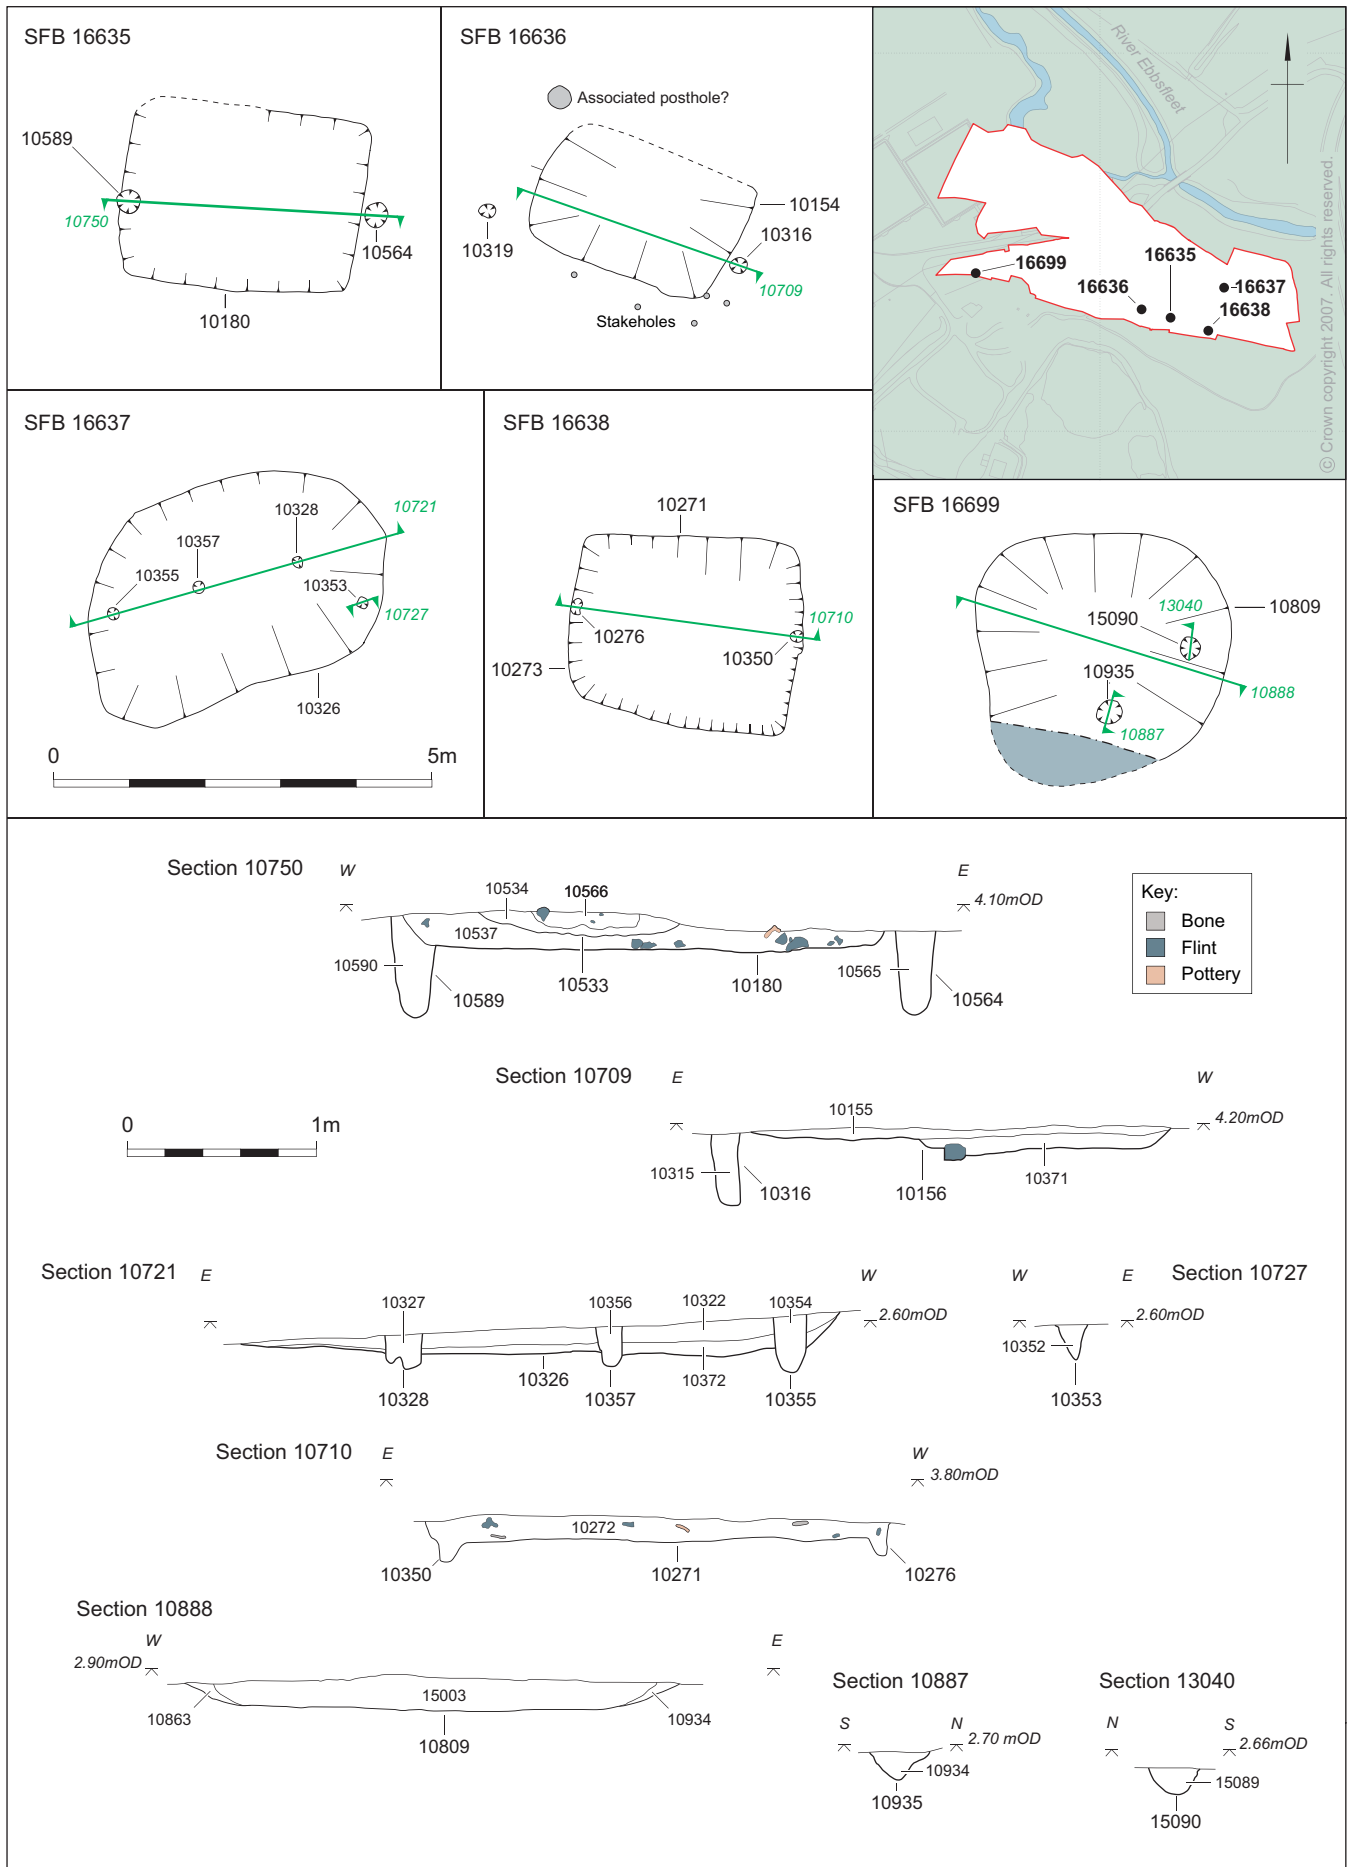 SFB 16635
10589
10750
10564
10180
SFB 16636
Associated posthole?
10154
10319
10316
10709
Stakeholes
River Ebbsfleet
16699
16635
16636
16637
16638
© Crown copyright 2007. All rights reserved.
SFB 16637
10721
10328
10357
10355
10353
10727
10326
0 5m
SFB 16638
10271
10276
10710
10350
10273
SFB 16699
13040
15090
10809
10935
10888
10887
Section 10750 W E
4.10mOD
10534 10566
10537
10590 10589 10533 10180 10565 10564
Key:
Bone
Flint
Pottery
Section 10709 E W
4.20mOD
10155
10315 10316 10156 10371
0 1m
Section 10721 E W
2.60mOD
10327 10356 10322 10354
10328 10326 10357 10372 10355
W E Section 10727
2.60mOD
10352
10353
Section 10710 E W
3.80mOD
10272
10350 10271 10276
Section 10888
W E
2.90mOD
15003
10863 10934
10809
Section 10887
S N
2.70 mOD
10934
10935
Section 13040
N S
2.66mOD
15089
15090